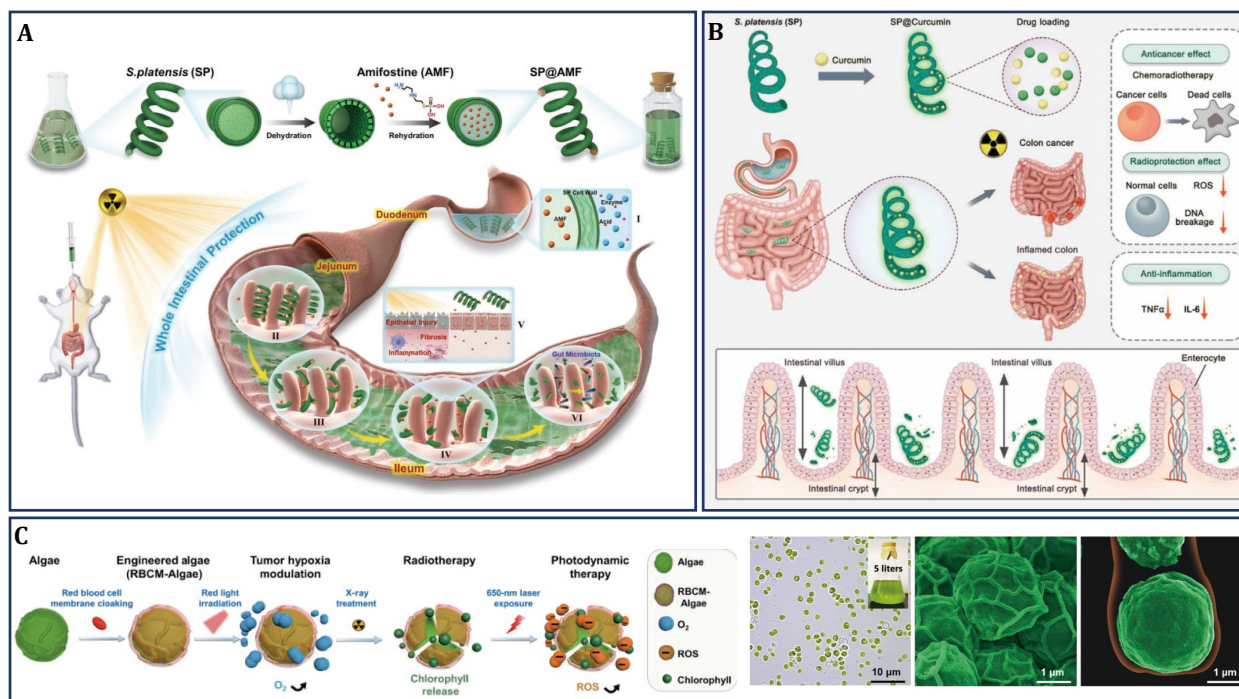 A
S.platensis (SP)
Amifostine (AMF)
SP@AMF
H₂N
HN
OH
OH
Dehydration
Rehydration
Whole Intestinal Protection
Duodenum
Jejunum
Ileum
SP Cell Wall
Enzyme
AMF
Acid
I
II
III
IV
Epithelial Injury
Fibrosis
Inflammation
V
Gut Microbiota
VI
B
S. platensis (SP)
SP@Curcumin
Drug loading
Curcumin
Colon cancer
Inflamed colon
Anticancer effect
Chemoradiotherapy
Cancer cells
Dead cells
Radioprotection effect
Normal cells
ROS
DNA
breakage
Anti-inflammation
TNFα
IL-6
Intestinal villus
Intestinal villus
Enterocyte
Intestinal crypt
Intestinal crypt
C
Algae
Engineered algae
(RBCM-Algae)
Tumor hypoxia
modulation
Radiotherapy
Photodynamic
therapy
Red blood cell
membrane cloaking
Red light
irradiation
X-ray
treatment
650-nm laser
exposure
O₂
Chlorophyll
release
ROS
Algae
RBCM-
Algae
O₂
ROS
Chlorophyll
5 liters
10 μm
1 μm
1 μm